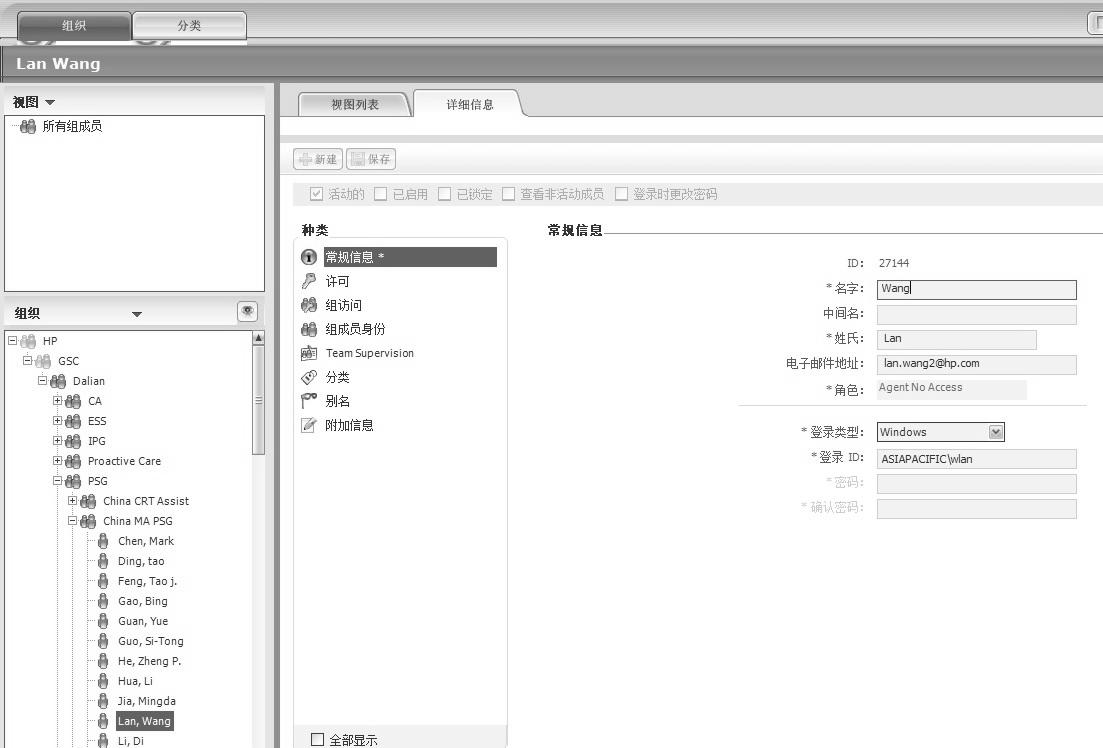 组织 分类
Lan Wang
视图
所有组成员
组织
HP
GSC
Dalian
CA
ESS
IPG
Proactive Care
PSG
China CRT Assist
China MA PSG
Chen, Mark
Ding, tao
Feng, Tao j.
Gao, Bing
Guan, Yue
Guo, Si-Tong
He, Zheng P.
Hua, Li
Jia, Mingda
Lan, Wang
Li, Di
视图列表 详细信息
新建 保存
活动的 已启用 已锁定 查看非活动成员 登录时更改密码
种类
常规信息 *
许可
组访问
组成员身份
Team Supervision
分类
别名
附加信息
全部显示
常规信息
ID: 27144
* 名字: Wang
中间名:
* 姓氏: Lan
电子邮件地址: lan.wang2@hp.com
* 角色: Agent No Access
* 登录类型: Windows
* 登录 ID: ASIAPACIFIC\wlan
* 密码:
* 确认密码: